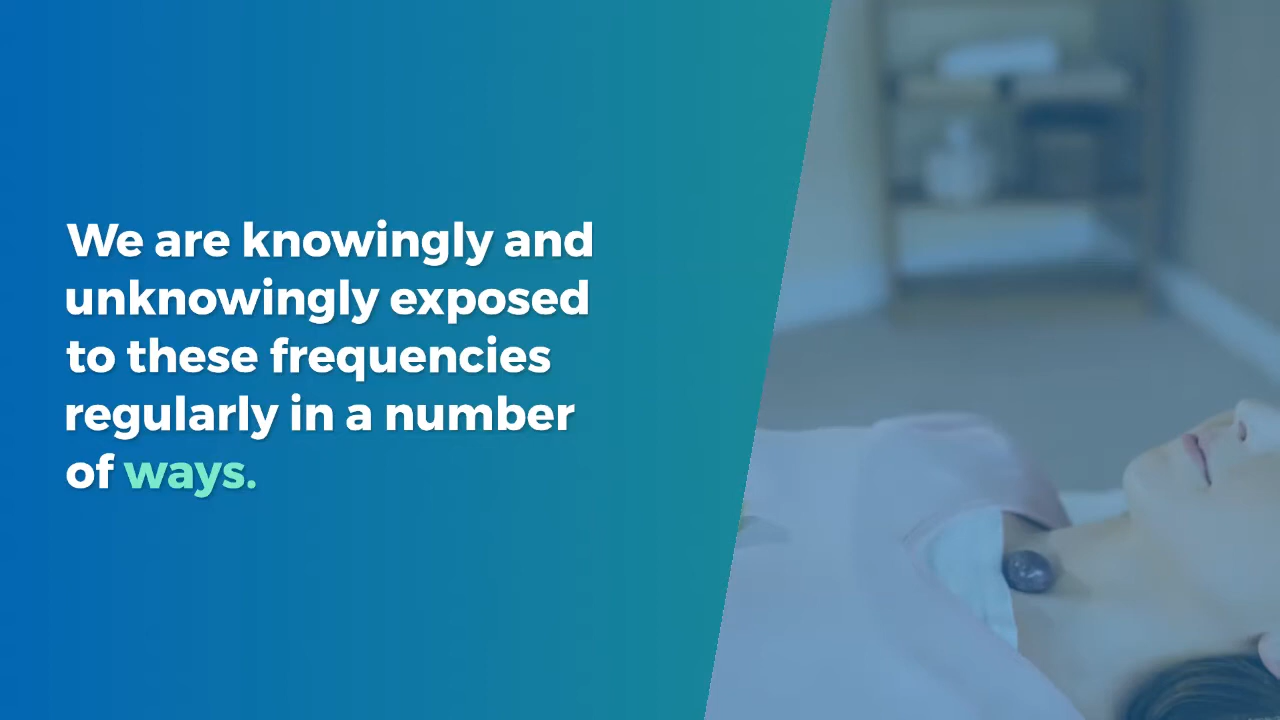 We are knowingly and
unknowingly exposed
to these frequencies
regularly in a number
of ways.